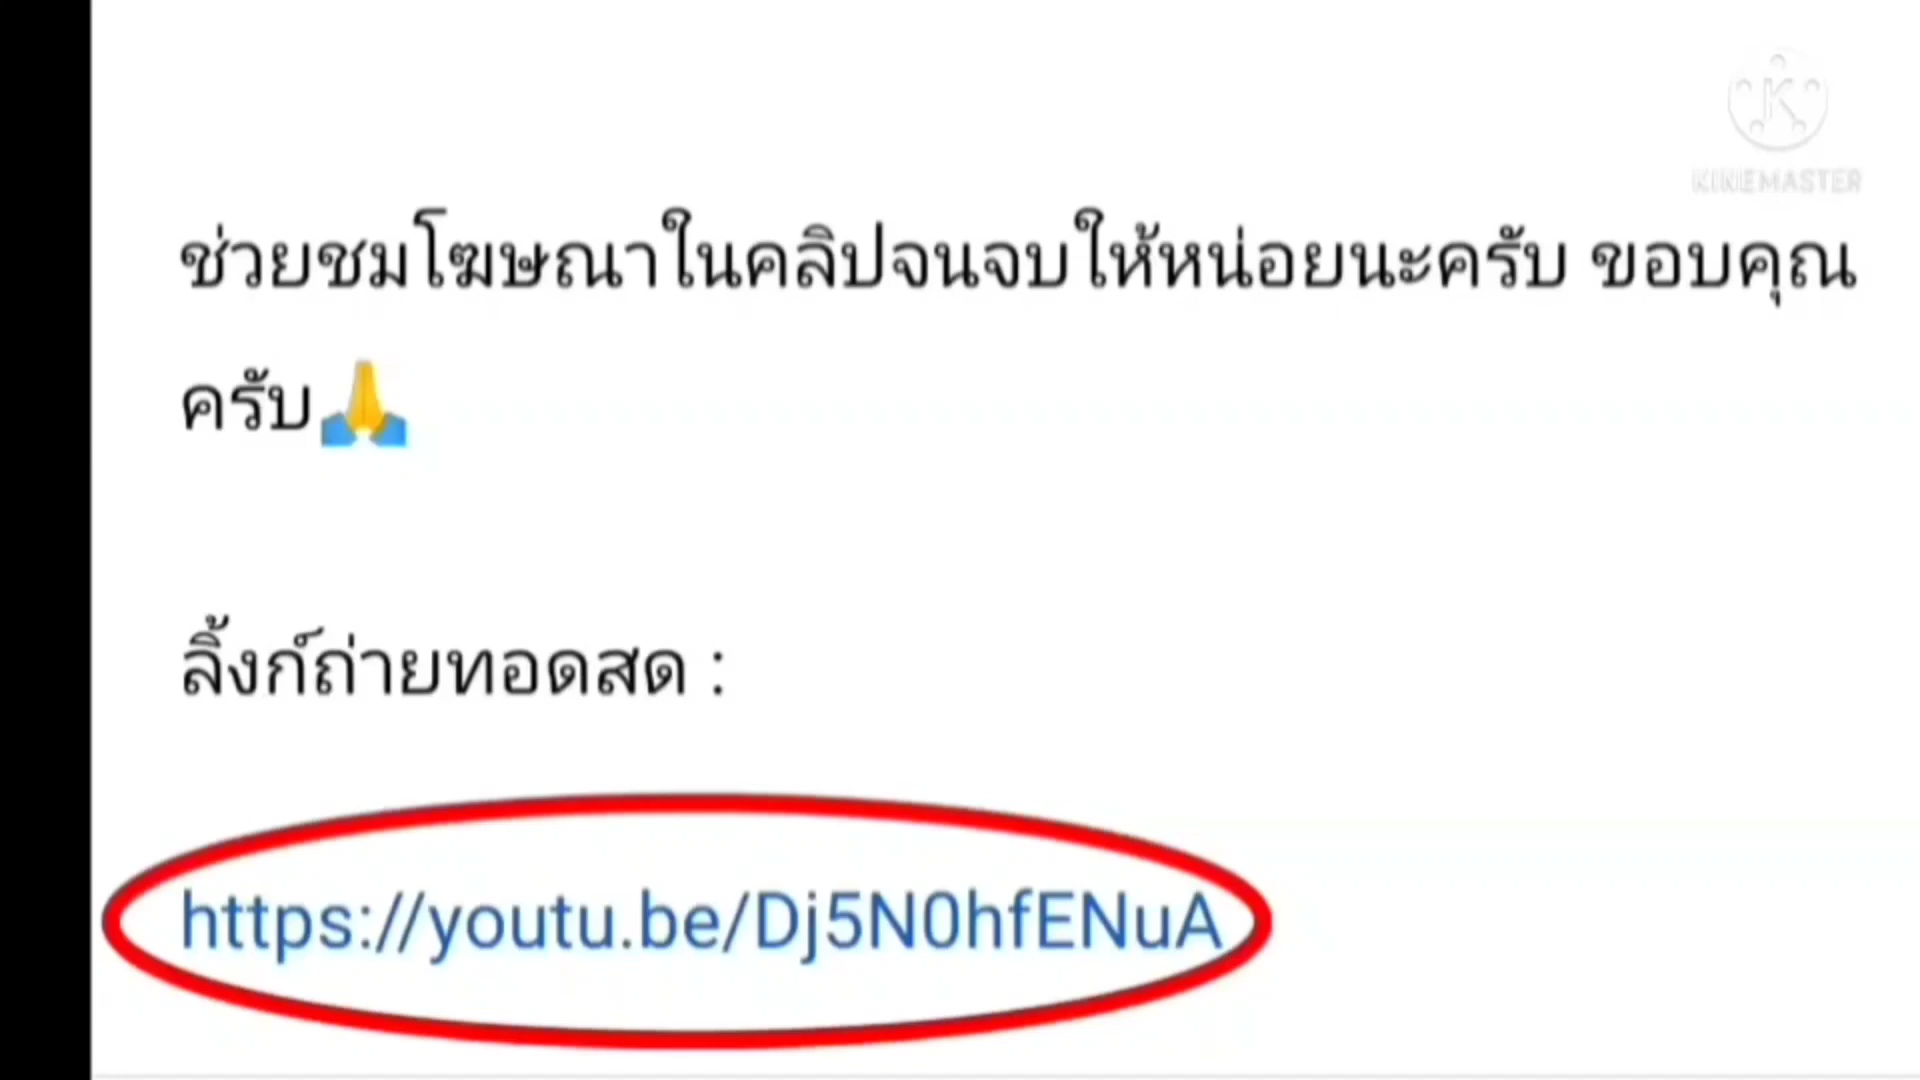 KINEMASTER
ช่วยชมโฆษณาในคลิปจนจบให้หน่อยนะครับ ขอบคุณ
ครับ🙏
ลิ้งก์ถ่ายทอดสด :
https://youtu.be/Dj5N0hfENuA